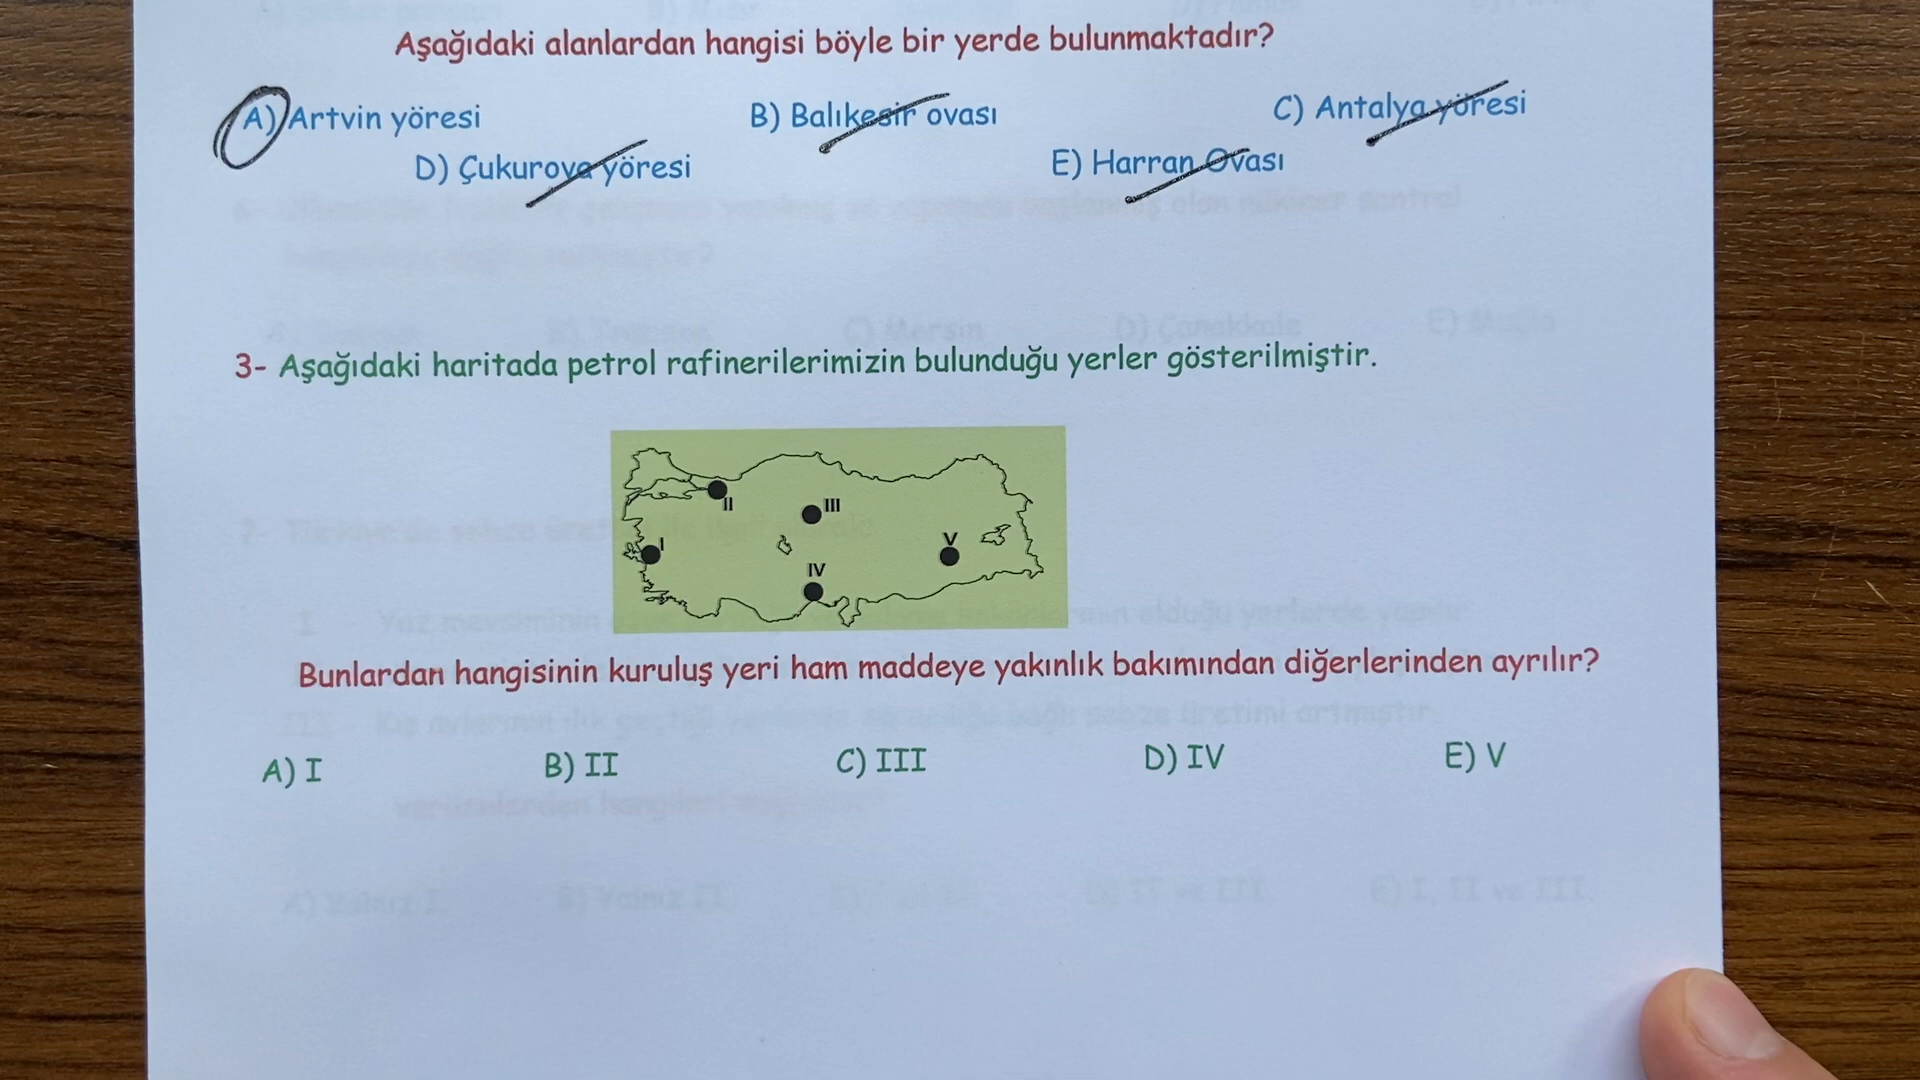 Aşağıdaki alanlardan hangisi böyle bir yerde bulunmaktadır?
A) Artvin yöresi B) Balıkesir ovası C) Antalya yöresi
D) Çukurova yöresi E) Harran Ovası
3- Aşağıdaki haritada petrol rafinerilerimizin bulunduğu yerler gösterilmiştir.
II III
I V
IV
Bunlardan hangisinin kuruluş yeri ham maddeye yakınlık bakımından diğerlerinden ayrılır?
A) I B) II C) III D) IV E) V